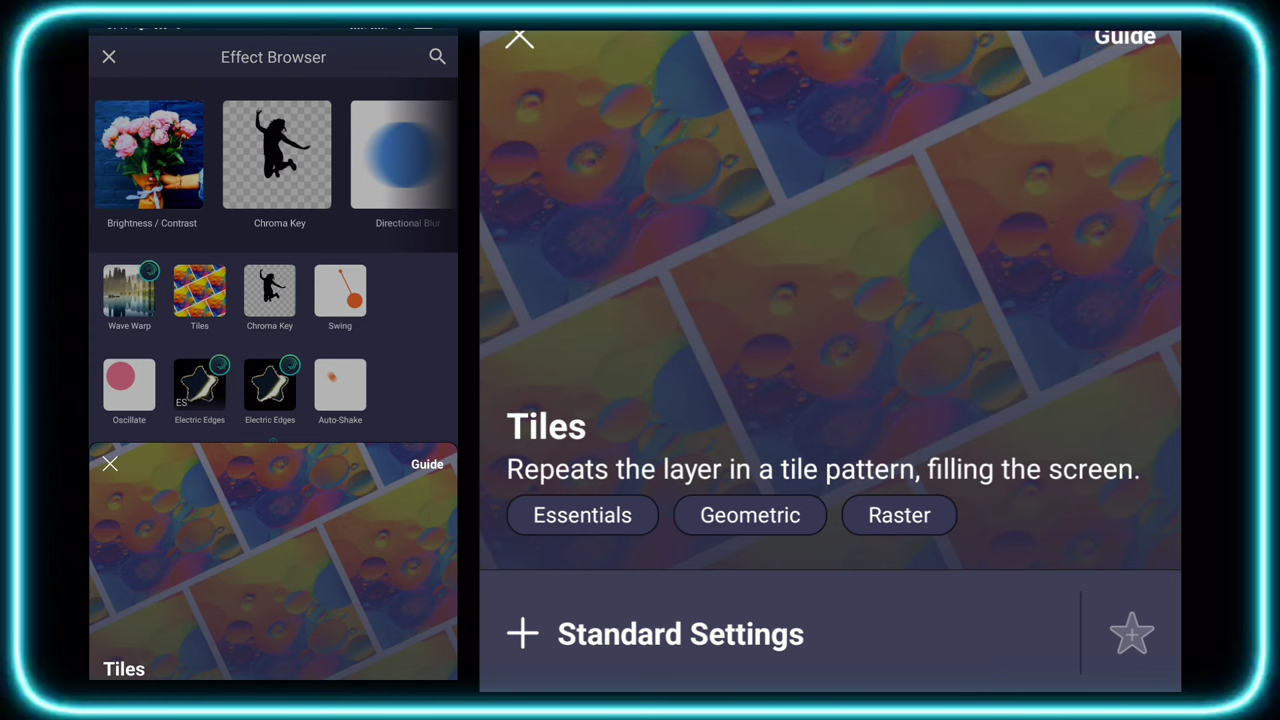 Effect Browser
Brightness / Contrast
Chroma Key
Directional Blur
Wave Warp
Tiles
Chroma Key
Swing
ES
Oscillate
Electric Edges
Electric Edges
Auto-Shake
Guide
Tiles
Guide
Tiles
Repeats the layer in a tile pattern, filling the screen.
Essentials
Geometric
Raster
Standard Settings